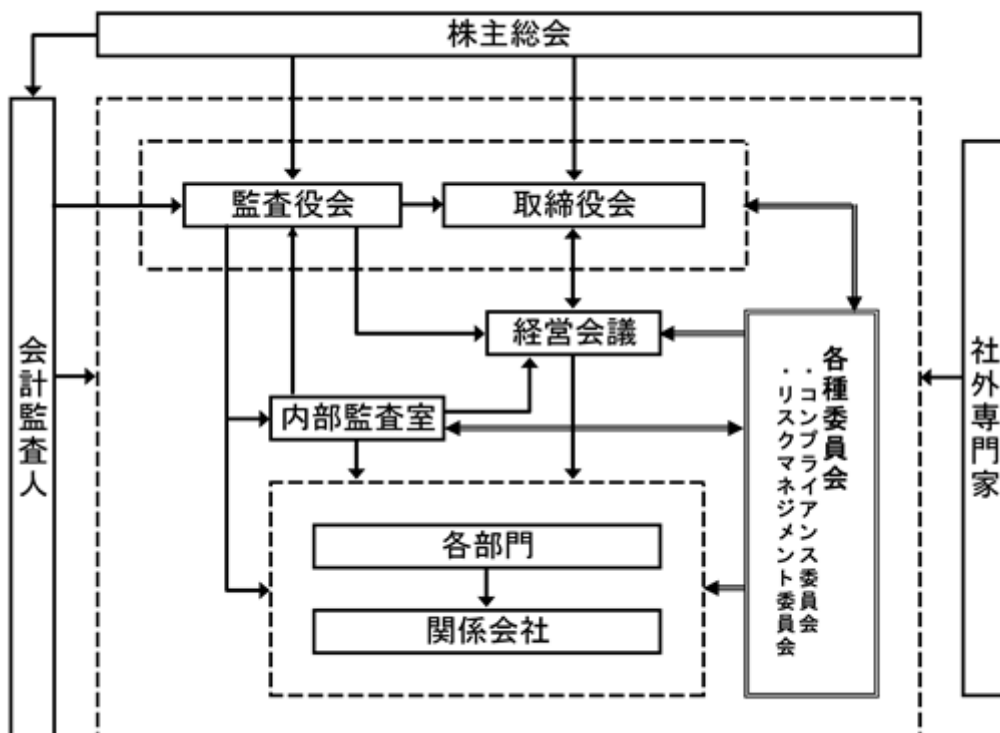 株主総会
監査役会
取締役会
経営会議
内部監査室
各部門
関係会社
会計監査人
各種委員会
・コンプライアンス委員会
・リスクマネジメント委員会
社外専門家